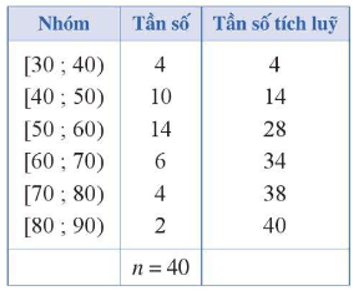 Nhóm Tần số Tần số tích luỹ
[30 ; 40) 4 4
[40 ; 50) 10 14
[50 ; 60) 14 28
[60 ; 70) 6 34
[70 ; 80) 4 38
[80 ; 90) 2 40
n = 40